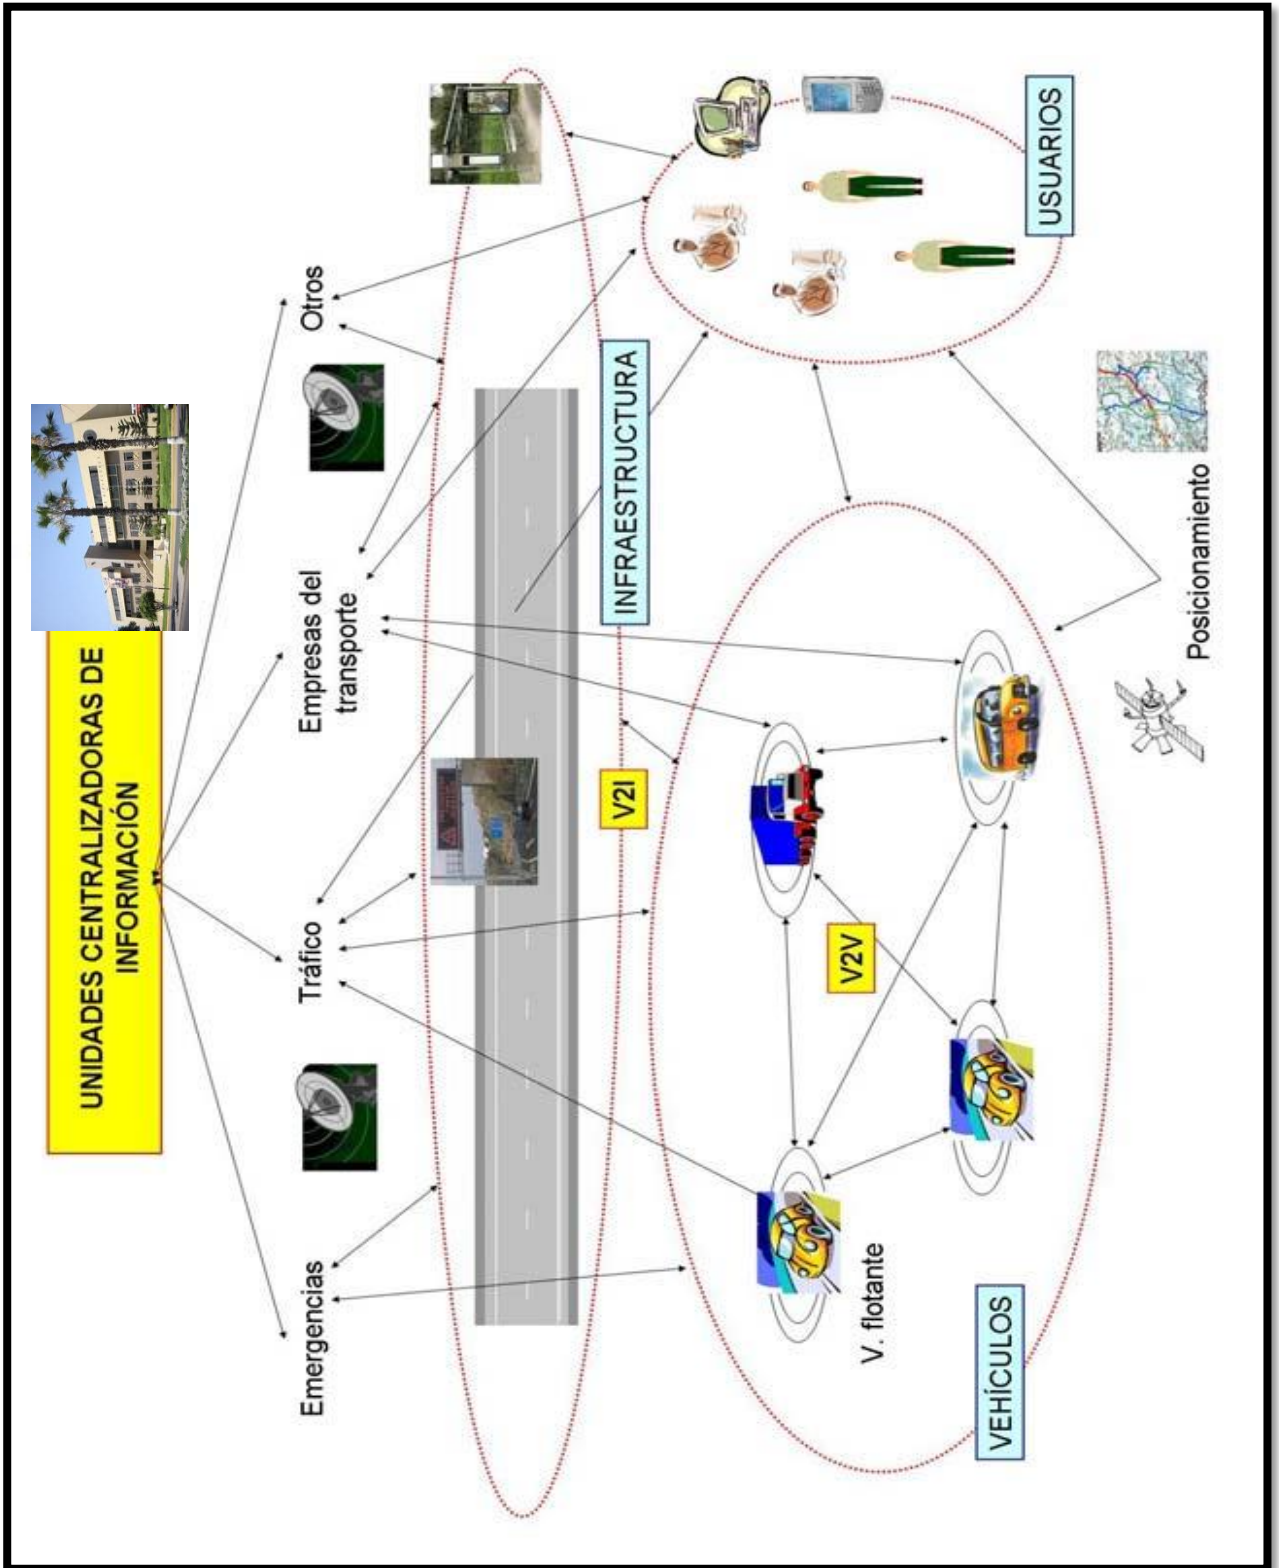 UNIDADES CENTRALIZADORAS DE
INFORMACIÓN
Emergencias
Tráfico
Empresas del
transporte
Otros
INFRAESTRUCTURA
V2I
V2V
V. flotante
VEHÍCULOS
USUARIOS
Posicionamiento